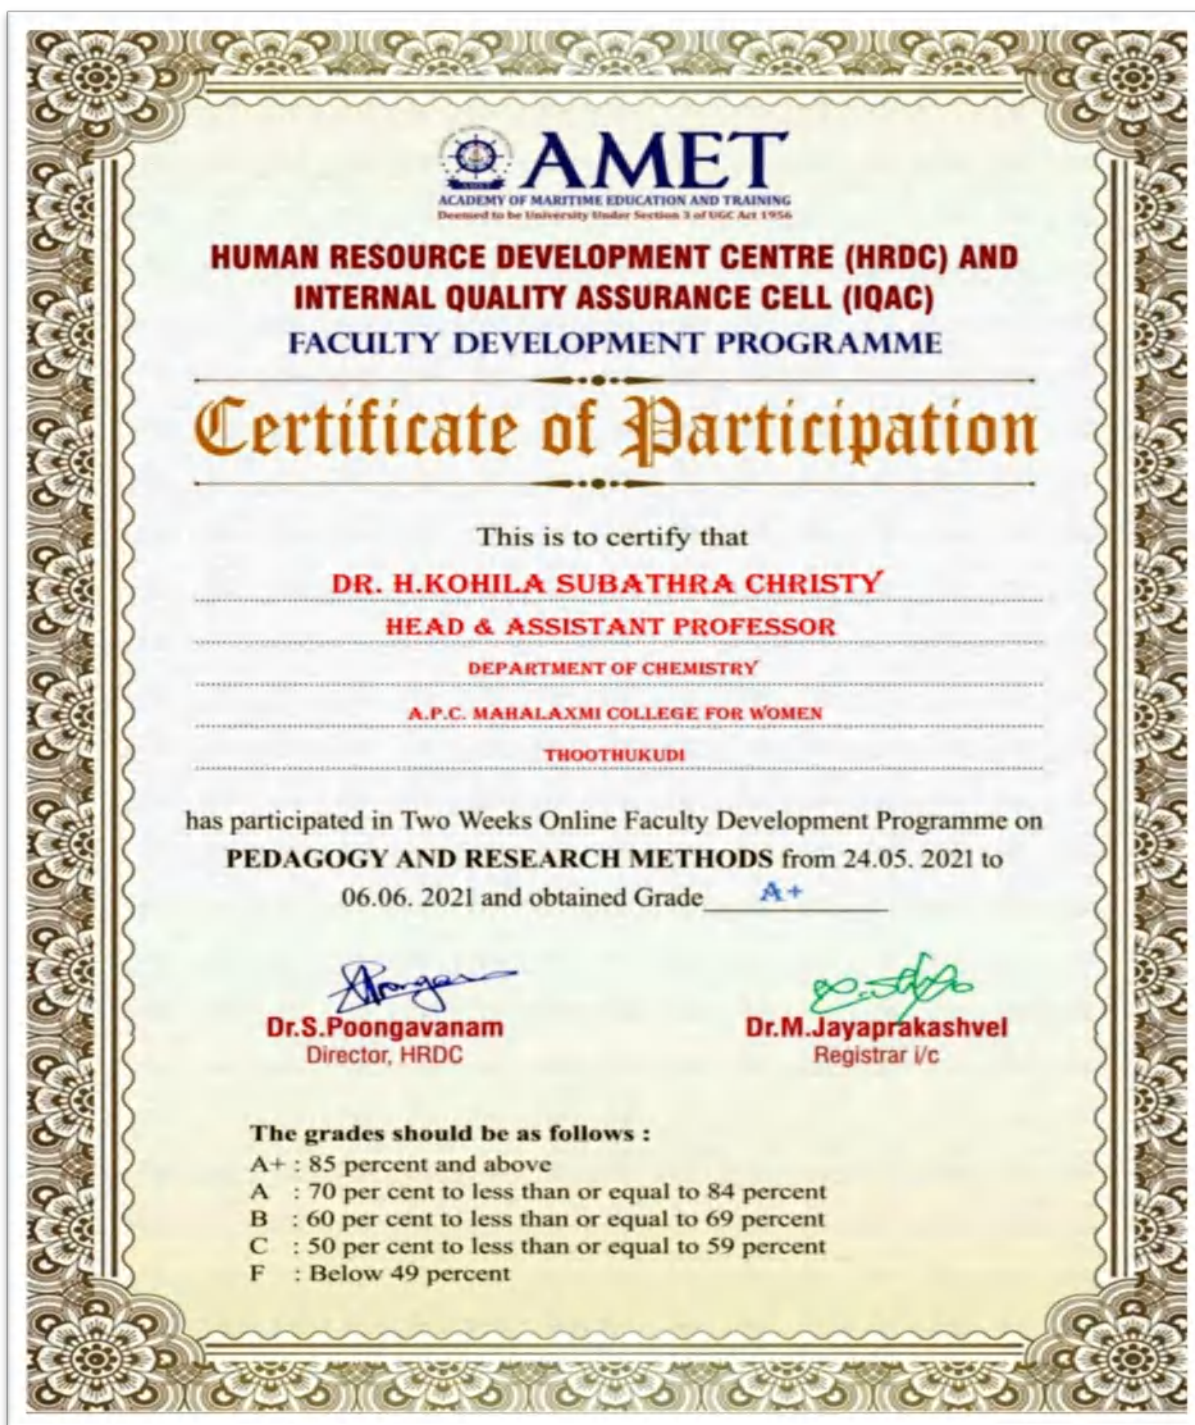 AMET
ACADEMY OF MARITIME EDUCATION AND TRAINING
Deemed to be University Under Section 3 of UGC Act 1956
HUMAN RESOURCE DEVELOPMENT CENTRE (HRDC) AND
INTERNAL QUALITY ASSURANCE CELL (IQAC)
FACULTY DEVELOPMENT PROGRAMME
Certificate of Participation
This is to certify that
DR. H.KOHILA SUBATHRA CHRISTY
HEAD & ASSISTANT PROFESSOR
DEPARTMENT OF CHEMISTRY
A.P.C. MAHALAXMI COLLEGE FOR WOMEN
THOOTHUKUDI
has participated in Two Weeks Online Faculty Development Programme on
PEDAGOGY AND RESEARCH METHODS from 24.05. 2021 to
06.06. 2021 and obtained Grade A+
Dr.S.Poongavanam Dr.M.Jayaprakashvel
Director, HRDC Registrar i/c
The grades should be as follows :
A+ : 85 percent and above
A : 70 per cent to less than or equal to 84 percent
B : 60 per cent to less than or equal to 69 percent
C : 50 per cent to less than or equal to 59 percent
F : Below 49 percent